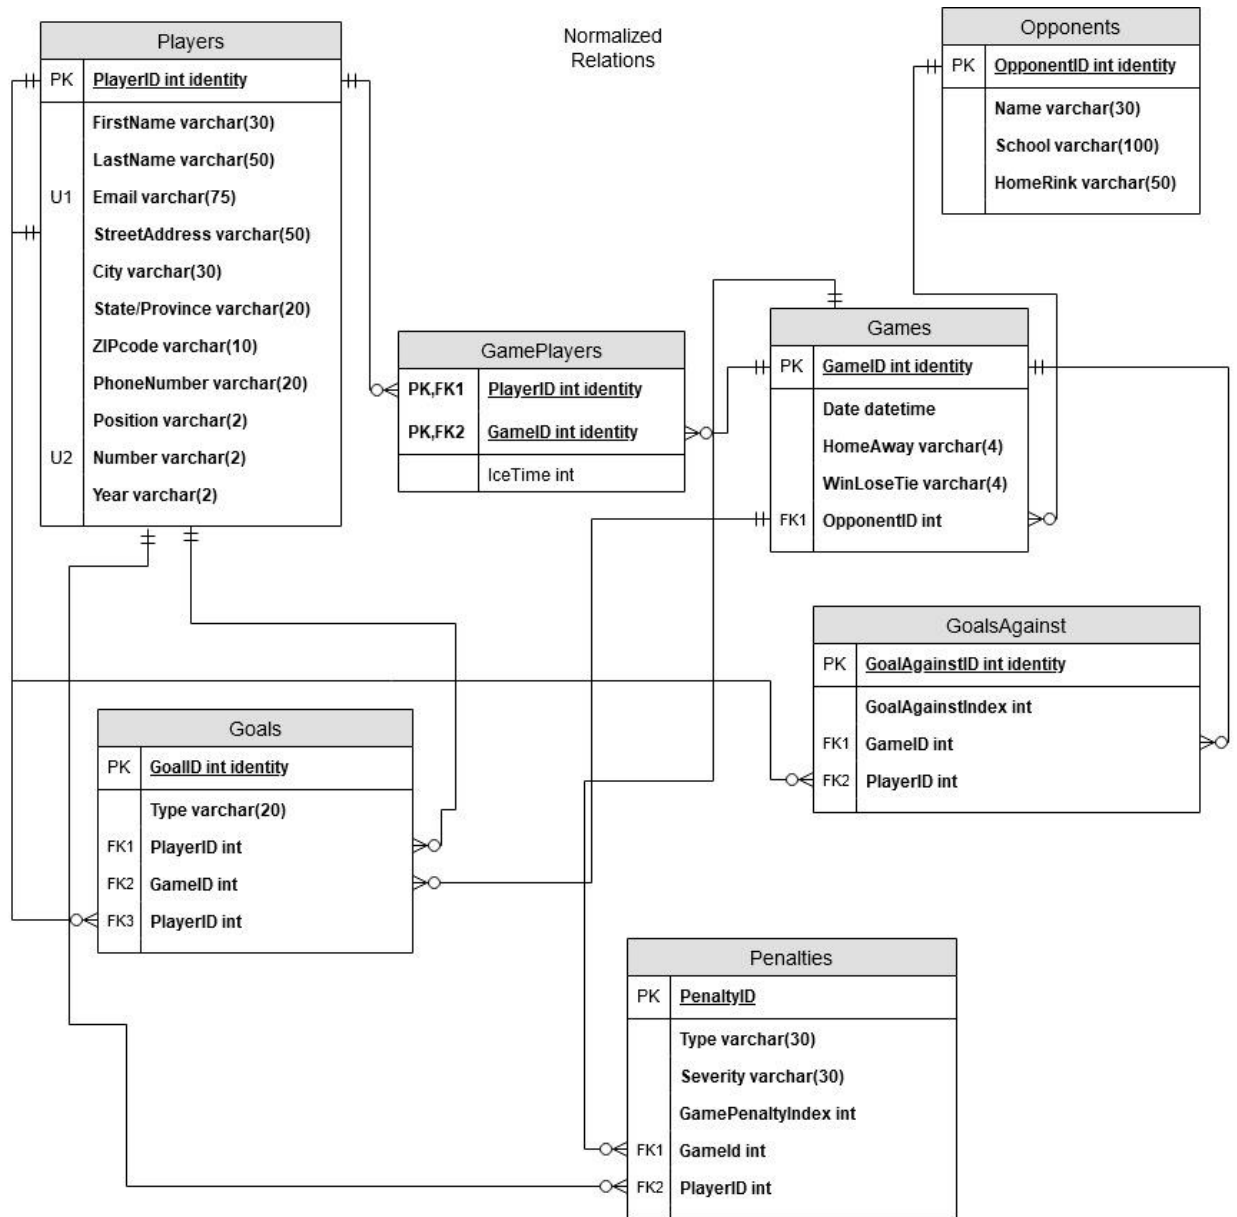 Normalized
Relations
Players
PK PlayerID int identity
FirstName varchar(30)
LastName varchar(50)
U1 Email varchar(75)
StreetAddress varchar(50)
City varchar(30)
State/Province varchar(20)
ZIPcode varchar(10)
PhoneNumber varchar(20)
Position varchar(2)
U2 Number varchar(2)
Year varchar(2)
Opponents
PK OpponentID int identity
Name varchar(30)
School varchar(100)
HomeRink varchar(50)
GamePlayers
PK,FK1 PlayerID int identity
PK,FK2 GameID int identity
IceTime int
Games
PK GameID int identity
Date datetime
HomeAway varchar(4)
WinLoseTie varchar(4)
FK1 OpponentID int
GoalsAgainst
PK GoalAgainstID int identity
GoalAgainstIndex int
FK1 GameID int
FK2 PlayerID int
Goals
PK GoalID int identity
Type varchar(20)
FK1 PlayerID int
FK2 GameID int
FK3 PlayerID int
Penalties
PK PenaltyID
Type varchar(30)
Severity varchar(30)
GamePenaltyIndex int
FK1 GameId int
FK2 PlayerID int